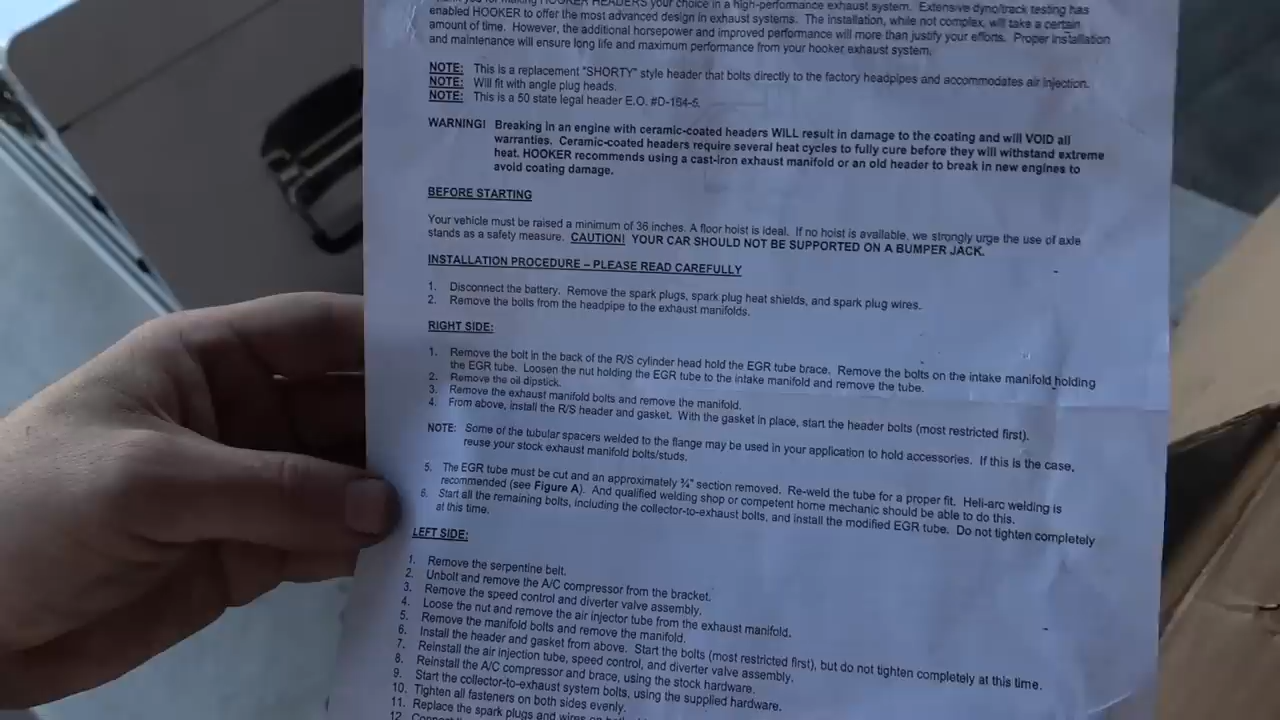 HOOKER HEADERS your choice in a high-performance exhaust system. Extensive dyno/track testing has
enabled HOOKER to offer the most advanced design in exhaust systems. The installation, while not complex, will take a certain
amount of time. However, the additional horsepower and improved performance will more than justify your efforts. Proper installation
and maintenance will ensure long life and maximum performance from your hooker exhaust system.
NOTE: This is a replacement "SHORTY" style header that bolts directly to the factory headpipes and accommodates air injection.
NOTE: Will fit with angle plug heads.
NOTE: This is a 50 state legal header E.O. #D-164-5.
WARNING! Breaking in an engine with ceramic-coated headers WILL result in damage to the coating and will VOID all
warranties. Ceramic-coated headers require several heat cycles to fully cure before they will withstand extreme
heat. HOOKER recommends using a cast-iron exhaust manifold or an old header to break in new engines to
avoid coating damage.
BEFORE STARTING
Your vehicle must be raised a minimum of 36 inches. A floor hoist is ideal. If no hoist is available, we strongly urge the use of axle
stands as a safety measure. CAUTION! YOUR CAR SHOULD NOT BE SUPPORTED ON A BUMPER JACK.
INSTALLATION PROCEDURE – PLEASE READ CAREFULLY
1. Disconnect the battery. Remove the spark plugs, spark plug heat shields, and spark plug wires.
2. Remove the bolts from the headpipe to the exhaust manifolds.
RIGHT SIDE:
1. Remove the bolt in the back of the R/S cylinder head hold the EGR tube brace. Remove the bolts on the intake manifold holding
the EGR tube. Loosen the nut holding the EGR tube to the intake manifold and remove the tube.
2. Remove the oil dipstick.
3. Remove the exhaust manifold bolts and remove the manifold.
4. From above, install the R/S header and gasket. With the gasket in place, start the header bolts (most restricted first).
NOTE: Some of the tubular spacers welded to the flange may be used in your application to hold accessories. If this is the case,
reuse your stock exhaust manifold bolts/studs.
5. The EGR tube must be cut and an approximately ¾" section removed. Re-weld the tube for a proper fit. Heli-arc welding is
recommended (see Figure A). And qualified welding shop or competent home mechanic should be able to do this.
6. Start all the remaining bolts, including the collector-to-exhaust bolts, and install the modified EGR tube. Do not tighten completely
at this time.
LEFT SIDE:
1. Remove the serpentine belt.
2. Unbolt and remove the A/C compressor from the bracket.
3. Remove the speed control and diverter valve assembly.
4. Loose the nut and remove the air injector tube from the exhaust manifold.
5. Remove the manifold bolts and remove the manifold.
6. Install the header and gasket from above. Start the bolts (most restricted first), but do not tighten completely at this time.
7. Reinstall the air injection tube, speed control, and diverter valve assembly.
8. Reinstall the A/C compressor and brace, using the stock hardware.
9. Start the collector-to-exhaust system bolts, using the supplied hardware.
10. Tighten all fasteners on both sides evenly.
11. Replace the spark plugs and wires on
12.